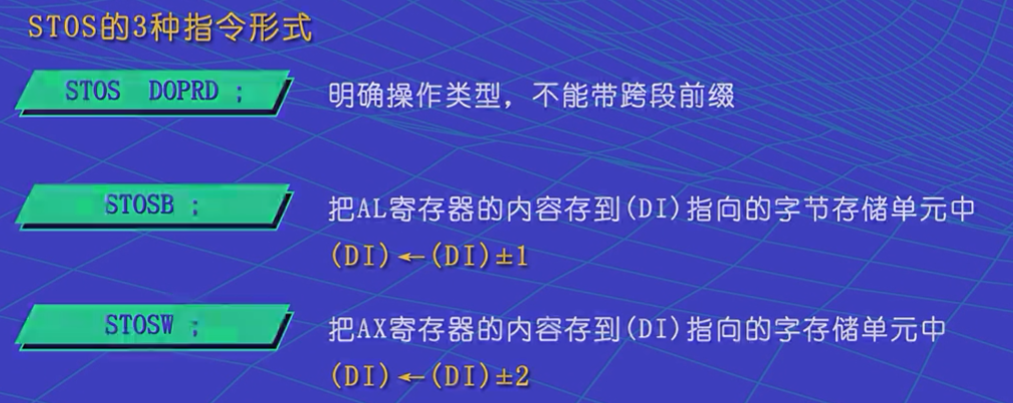 STOS的3种指令形式
STOS DOPRD ;
明确操作类型，不能带跨段前缀
STOSB ;
把AL寄存器的内容存到(DI)指向的字节存储单元中
(DI)←(DI)±1
STOSW ;
把AX寄存器的内容存到(DI)指向的字存储单元中
(DI)←(DI)±2